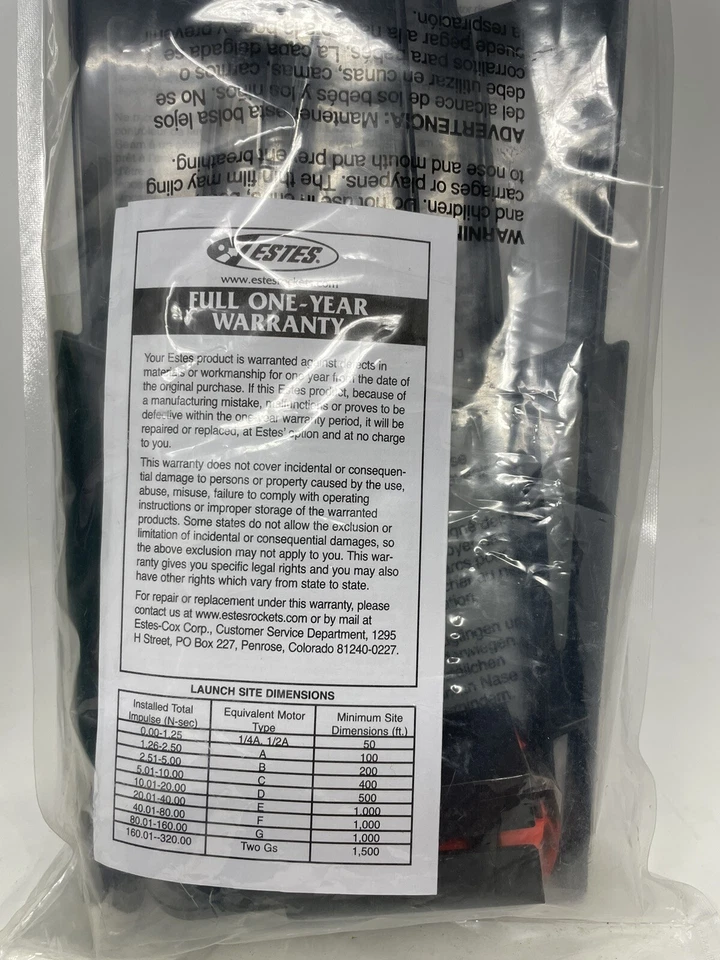 la respiración.
puede pegar a la
corralitos para bebés. La capa delgada se
debe utilizar en cunas, camas, carritos o
del alcance de los bebés y los niños. No se
ADVERTENCIA: Mantener esta bolsa lejos
to nose and mouth and prevent breathing.
carriages or playpens. The thin film may cling
and children. Do not use in
ESTES
FULL ONE-YEAR
WARRANTY
Your Estes product is warranted against defects in
materials or workmanship for one year from the date of
the original purchase. If this Estes product, because of
a manufacturing mistake, malfunctions or proves to be
defective within the one-year warranty period, it will be
repaired or replaced, at Estes' option and at no charge
to you.
This warranty does not cover incidental or consequen-
tial damage to persons or property caused by the use,
abuse, misuse, failure to comply with operating
instructions or improper storage of the warranted
products. Some states do not allow the exclusion or
limitation of incidental or consequential damages, so
the above exclusion may not apply to you. This war-
ranty gives you specific legal rights and you may also
have other rights which vary from state to state.
For repair or replacement under this warranty, please
contact us at www.estesrockets.com or by mail at
Estes-Cox Corp., Customer Service Department, 1295
H Street, PO Box 227, Penrose, Colorado 81240-0227.
LAUNCH SITE DIMENSIONS
Installed Total Equivalent Motor Minimum Site
Impulse (N-sec) Type Dimensions (ft.)
0.00-1.25 1/4A, 1/2A 50
1.26-2.50 A 100
2.51-5.00 B 200
5.01-10.00 C 400
10.01-20.00 D 500
20.01-40.00 E 1,000
40.01-80.00 F 1,000
80.01-160.00 G 1,000
160.01--320.00 Two Gs 1,500